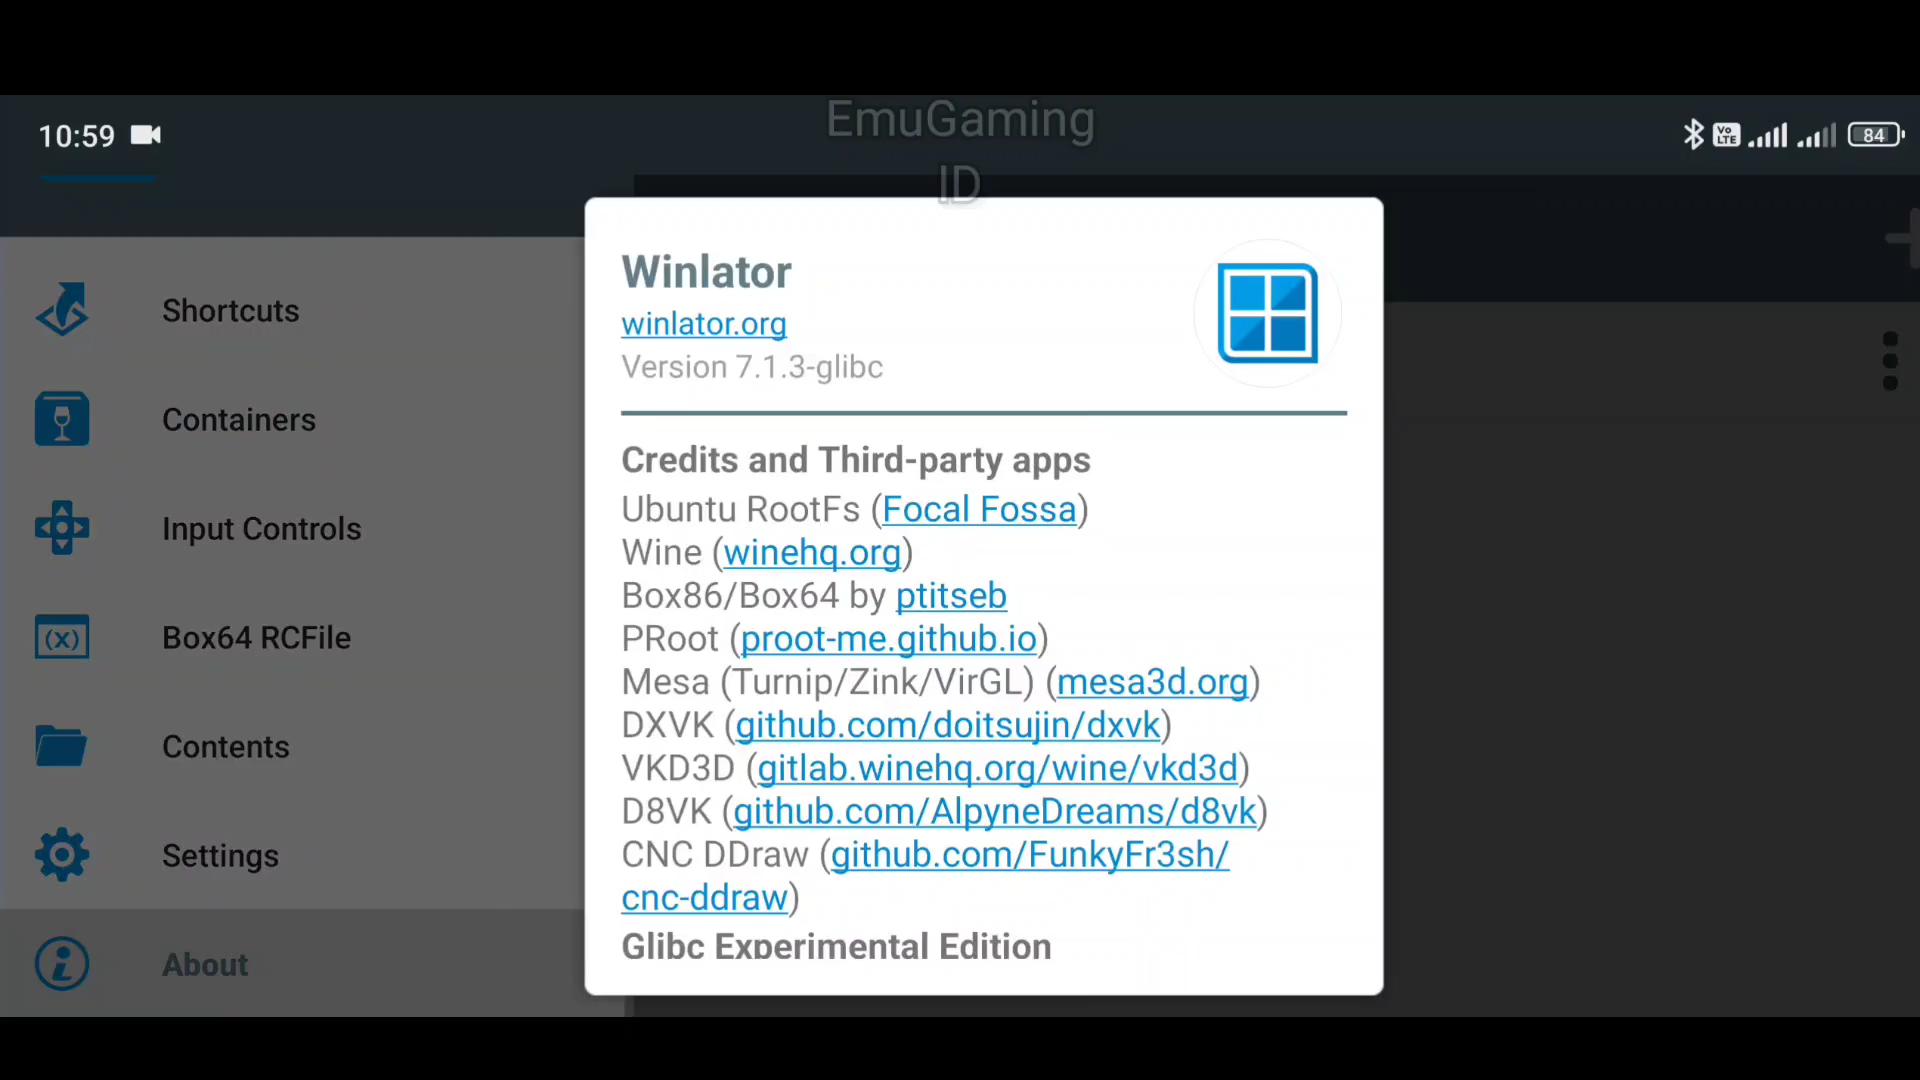 EmuGaming
ID
10:59
Vo
LTE
84
Shortcuts
Containers
Input Controls
(x)
Box64 RCFile
Contents
Settings
About
Winlator
winlator.org
Version 7.1.3-glibc
Credits and Third-party apps
Ubuntu RootFs (Focal Fossa)
Wine (winehq.org)
Box86/Box64 by ptitseb
PRoot (proot-me.github.io)
Mesa (Turnip/Zink/VirGL) (mesa3d.org)
DXVK (github.com/doitsujin/dxvk)
VKD3D (gitlab.winehq.org/wine/vkd3d)
D8VK (github.com/AlpyneDreams/d8vk)
CNC DDraw (github.com/FunkyFr3sh/
cnc-ddraw)
Glibc Experimental Edition